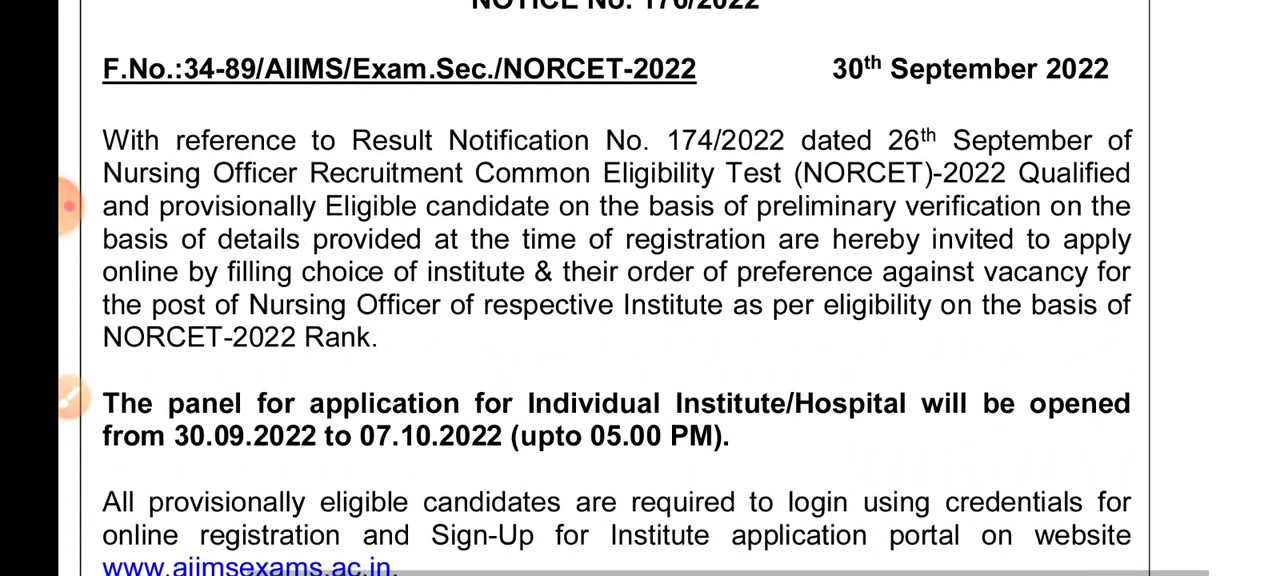 NOTICE No. 176/2022
F.No.:34-89/AIIMS/Exam.Sec./NORCET-2022 30th September 2022
With reference to Result Notification No. 174/2022 dated 26th September of
Nursing Officer Recruitment Common Eligibility Test (NORCET)-2022 Qualified
and provisionally Eligible candidate on the basis of preliminary verification on the
basis of details provided at the time of registration are hereby invited to apply
online by filling choice of institute & their order of preference against vacancy for
the post of Nursing Officer of respective Institute as per eligibility on the basis of
NORCET-2022 Rank.
The panel for application for Individual Institute/Hospital will be opened
from 30.09.2022 to 07.10.2022 (upto 05.00 PM).
All provisionally eligible candidates are required to login using credentials for
online registration and Sign-Up for Institute application portal on website
www.aiimsexams.ac.in.